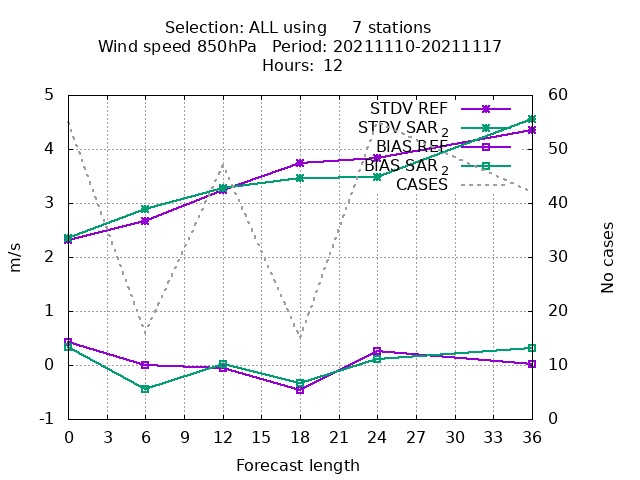 Selection: ALL using 7 stations
Wind speed 850hPa Period: 20211110-20211117
Hours: 12
5
4
3
2
1
0
-1
m/s
STDV REF
STDV SAR 2
BIAS REF
BIAS SAR 2
CASES
60
50
40
30
20
10
0
No cases
0 3 6 9 12 15 18 21 24 27 30 33 36
Forecast length